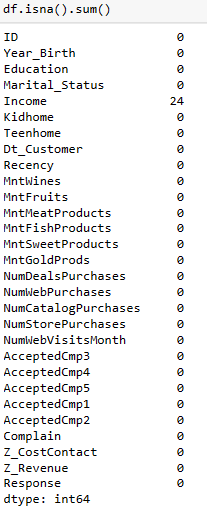 df.isna().sum()
ID 0
Year_Birth 0
Education 0
Marital_Status 0
Income 24
Kidhome 0
Teenhome 0
Dt_Customer 0
Recency 0
MntWines 0
MntFruits 0
MntMeatProducts 0
MntFishProducts 0
MntSweetProducts 0
MntGoldProds 0
NumDealsPurchases 0
NumWebPurchases 0
NumCatalogPurchases 0
NumStorePurchases 0
NumWebVisitsMonth 0
AcceptedCmp3 0
AcceptedCmp4 0
AcceptedCmp5 0
AcceptedCmp1 0
AcceptedCmp2 0
Complain 0
Z_CostContact 0
Z_Revenue 0
Response 0
dtype: int64